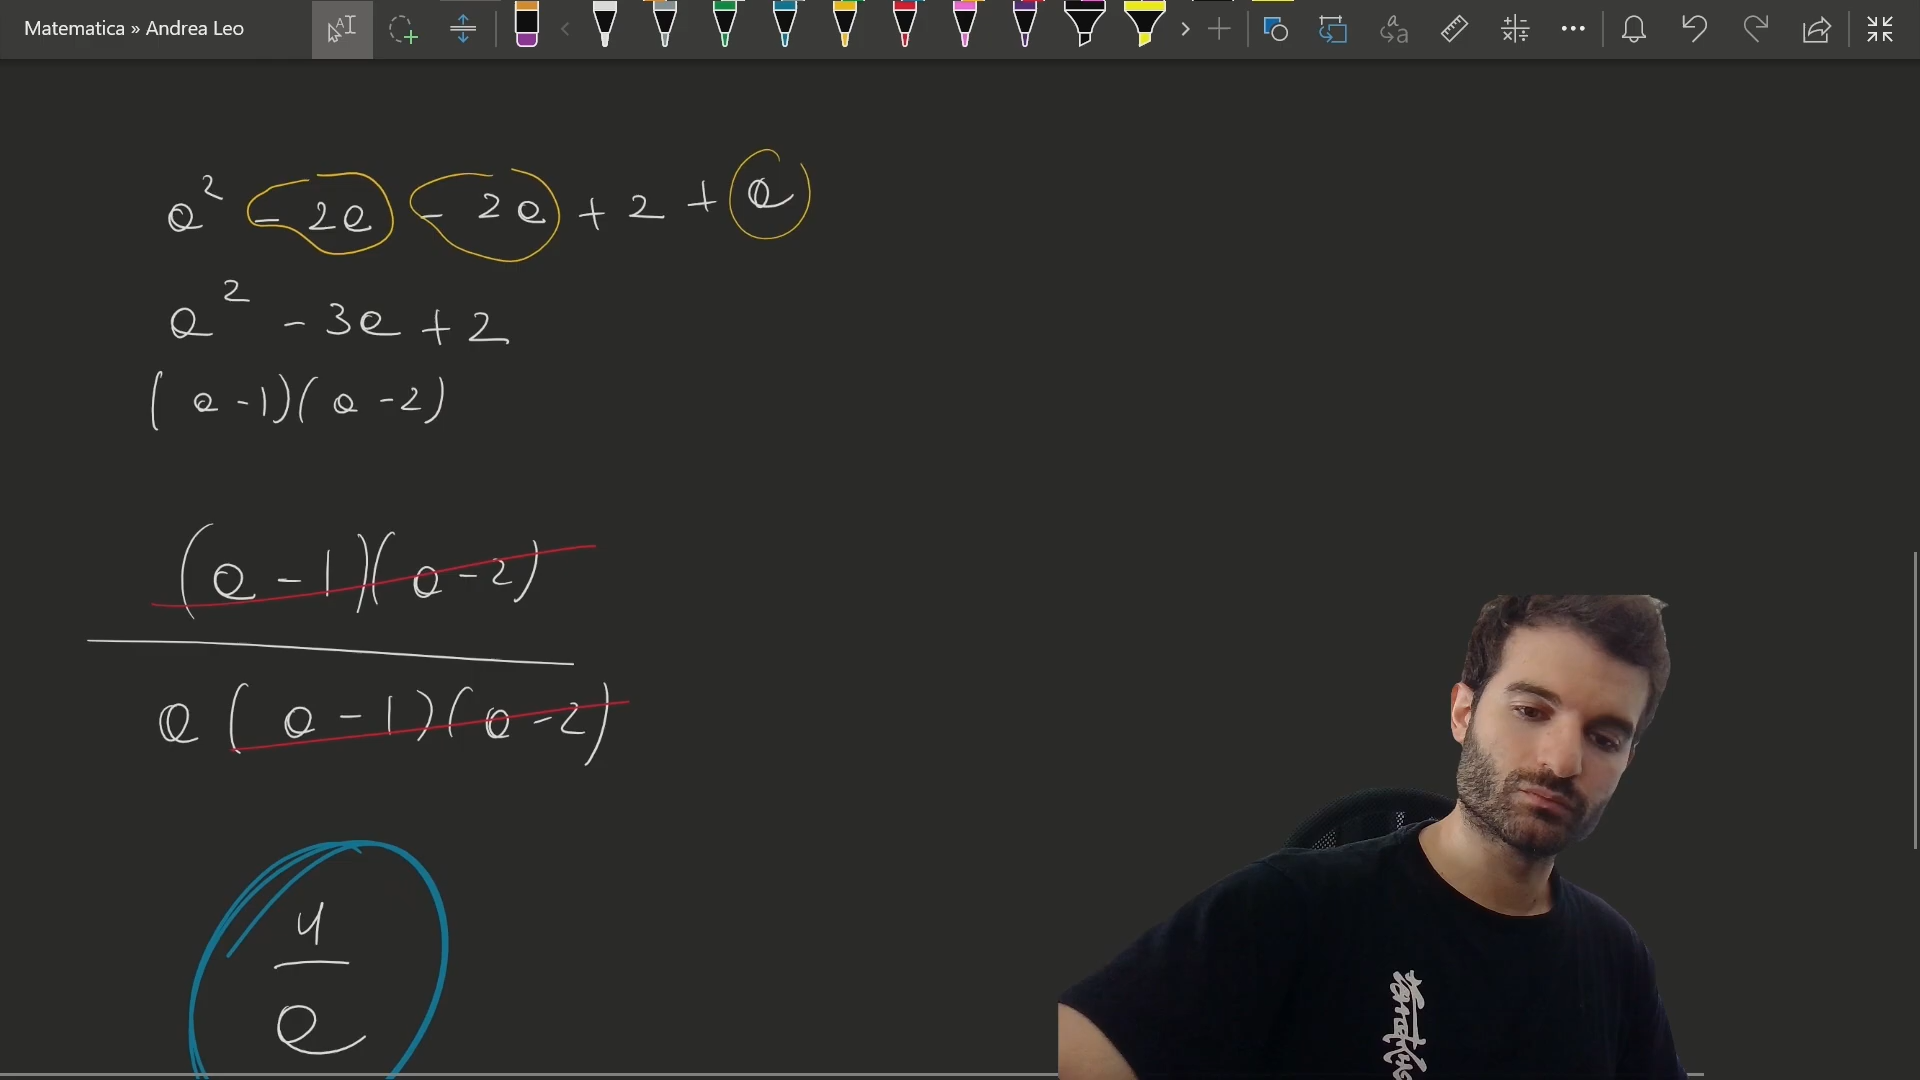 Matematica » Andrea Leo
a² - 2a - 2a + 2 + a
a² - 3a + 2
(a - 1)(a - 2)
(a - 1)(a - 2)
a(a - 1)(a - 2)
4
a